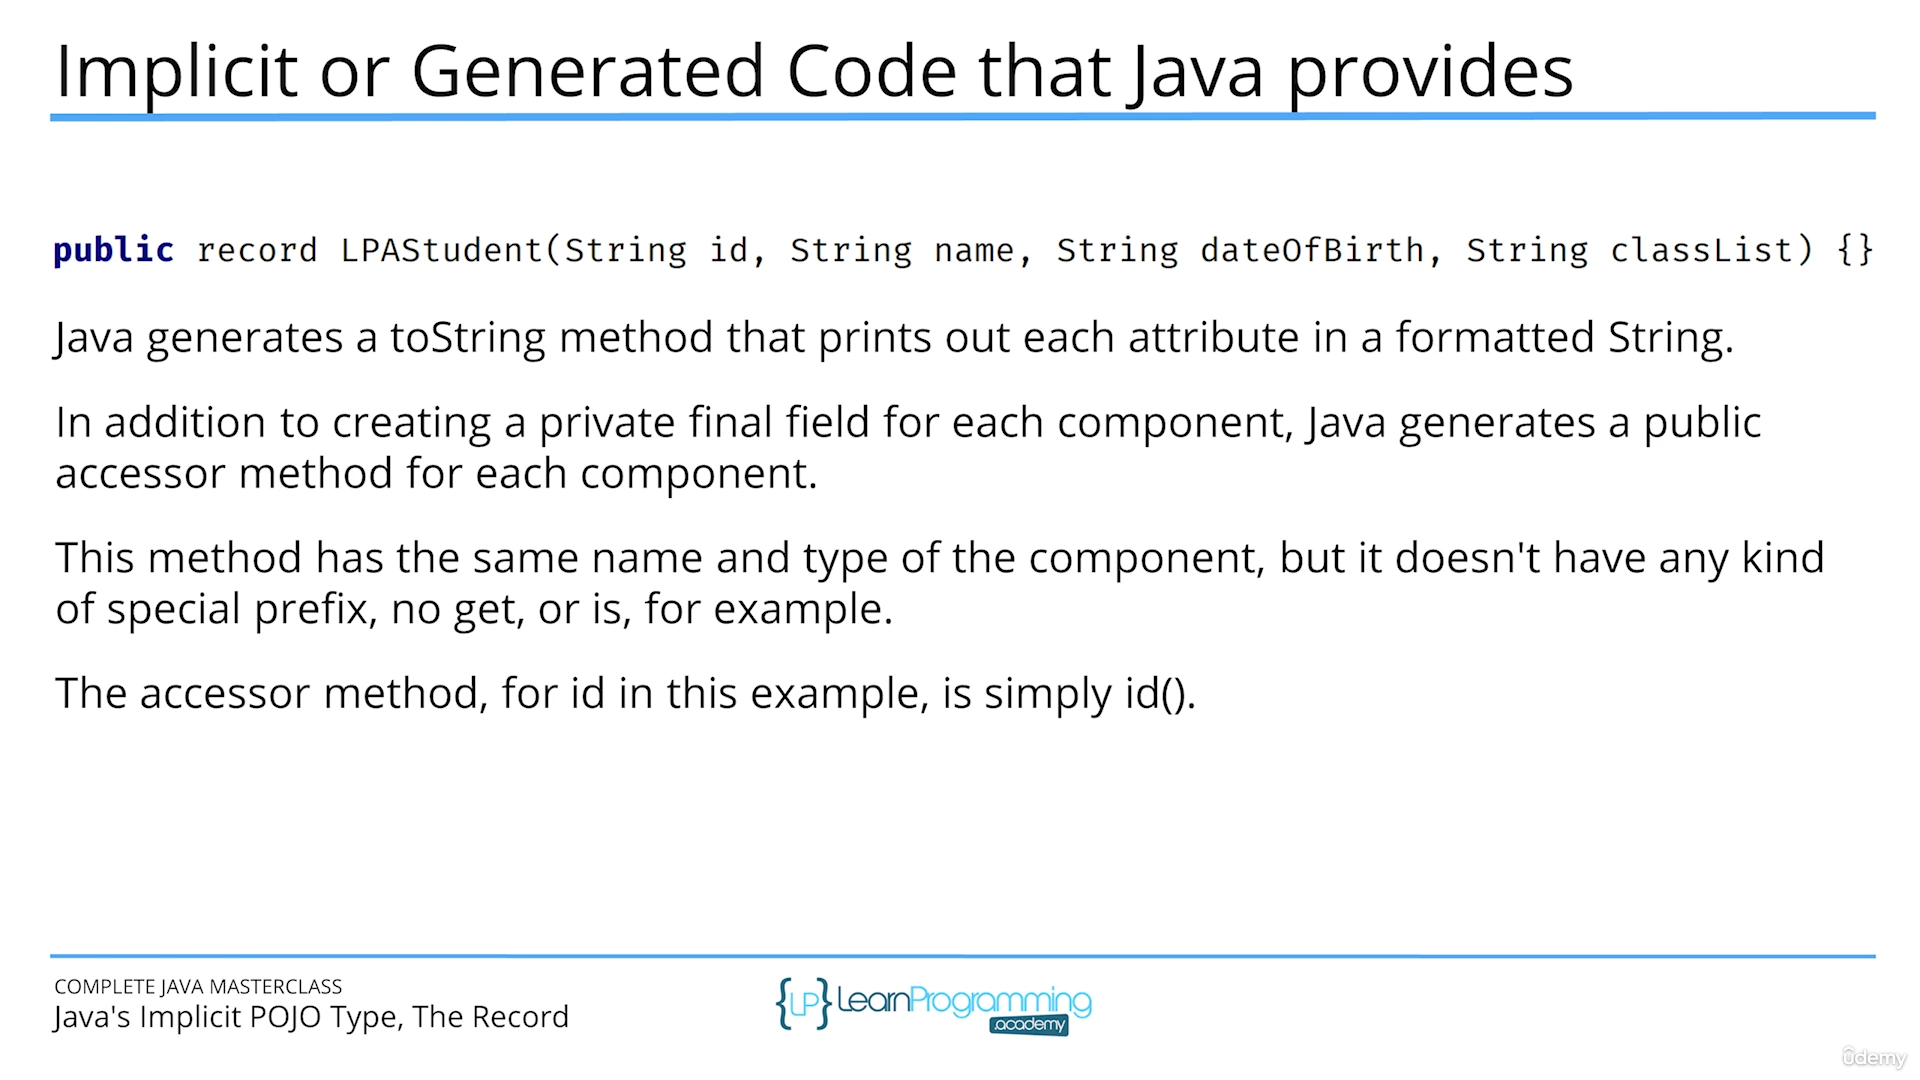 Implicit or Generated Code that Java provides
public record LPAStudent(String id, String name, String dateOfBirth, String classList) {}
Java generates a toString method that prints out each attribute in a formatted String.
In addition to creating a private final field for each component, Java generates a public
accessor method for each component.
This method has the same name and type of the component, but it doesn't have any kind
of special prefix, no get, or is, for example.
The accessor method, for id in this example, is simply id().
COMPLETE JAVA MASTERCLASS
Java's Implicit POJO Type, The Record
{LP} LearnProgramming
.academy
ûdemy